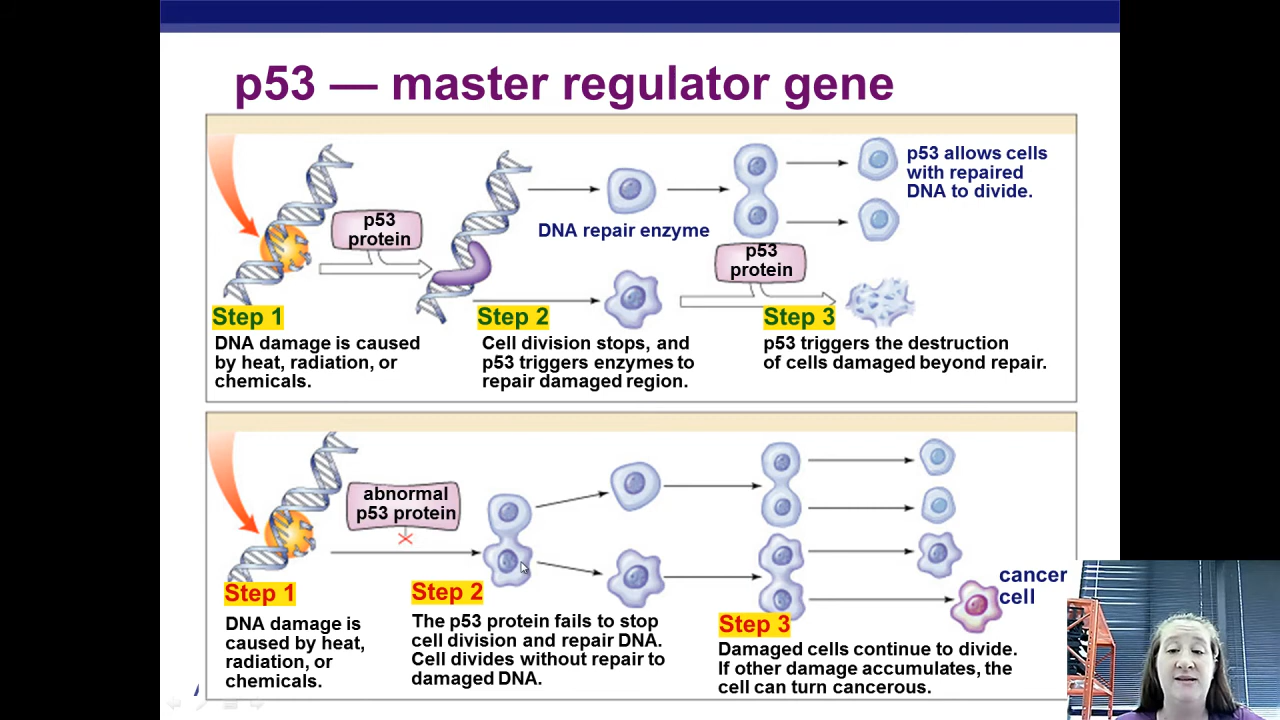 p53 — master regulator gene
p53 allows cells
with repaired
DNA to divide.
p53
protein
DNA repair enzyme
p53
protein
Step 1
DNA damage is caused
by heat, radiation, or
chemicals.
Step 2
Cell division stops, and
p53 triggers enzymes to
repair damaged region.
Step 3
p53 triggers the destruction
of cells damaged beyond repair.
abnormal
p53 protein
cancer
cell
Step 1
DNA damage is
caused by heat,
radiation, or
chemicals.
Step 2
The p53 protein fails to stop
cell division and repair DNA.
Cell divides without repair to
damaged DNA.
Step 3
Damaged cells continue to divide.
If other damage accumulates, the
cell can turn cancerous.